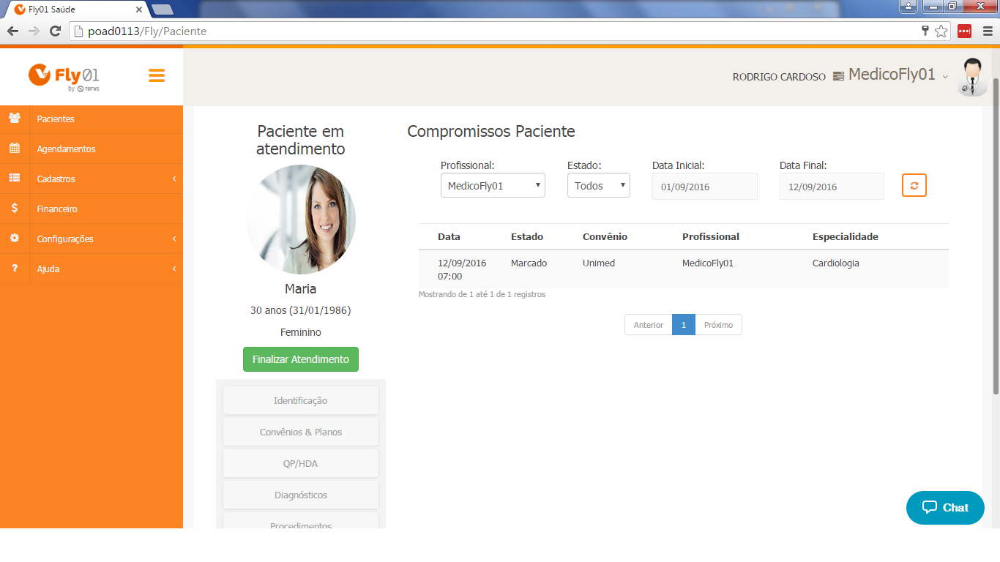 Fly01 Saúde
poad0113/Fly/Paciente
Fly01
by TOTVS
RODRIGO CARDOSO MedicoFly01
Pacientes
Agendamentos
Cadastros
Financeiro
Configurações
Ajuda
Paciente em
atendimento
Maria
30 anos (31/01/1986)
Feminino
Finalizar Atendimento
Identificação
Convênios & Planos
QP/HDA
Diagnósticos
Procedimentos
Compromissos Paciente
Profissional: Estado: Data Inicial: Data Final:
MedicoFly01 Todos 01/09/2016 12/09/2016
Data Estado Convênio Profissional Especialidade
12/09/2016 Marcado Unimed MedicoFly01 Cardiologia
07:00
Mostrando de 1 até 1 de 1 registros
Anterior 1 Próximo
Chat